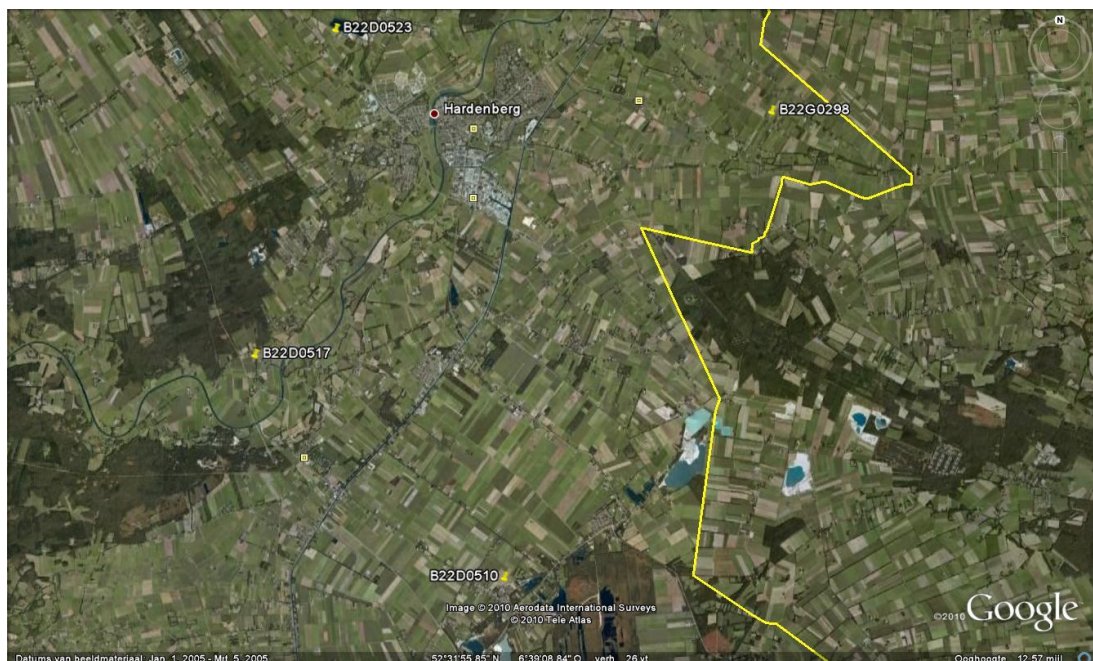 B22D0523
N
Hardenberg
B22G0298
B22D0517
B22D0510
Image © 2010 Aerodata International Surveys
© 2010 Tele Atlas
©2010 Google
Datums van beeldmateriaal: Jan. 1, 2005 - Mrt. 5, 2005 52°31'55.85" N 6°39'08.84" O verh. 26 vt Ooghoogte 12.57 mijl